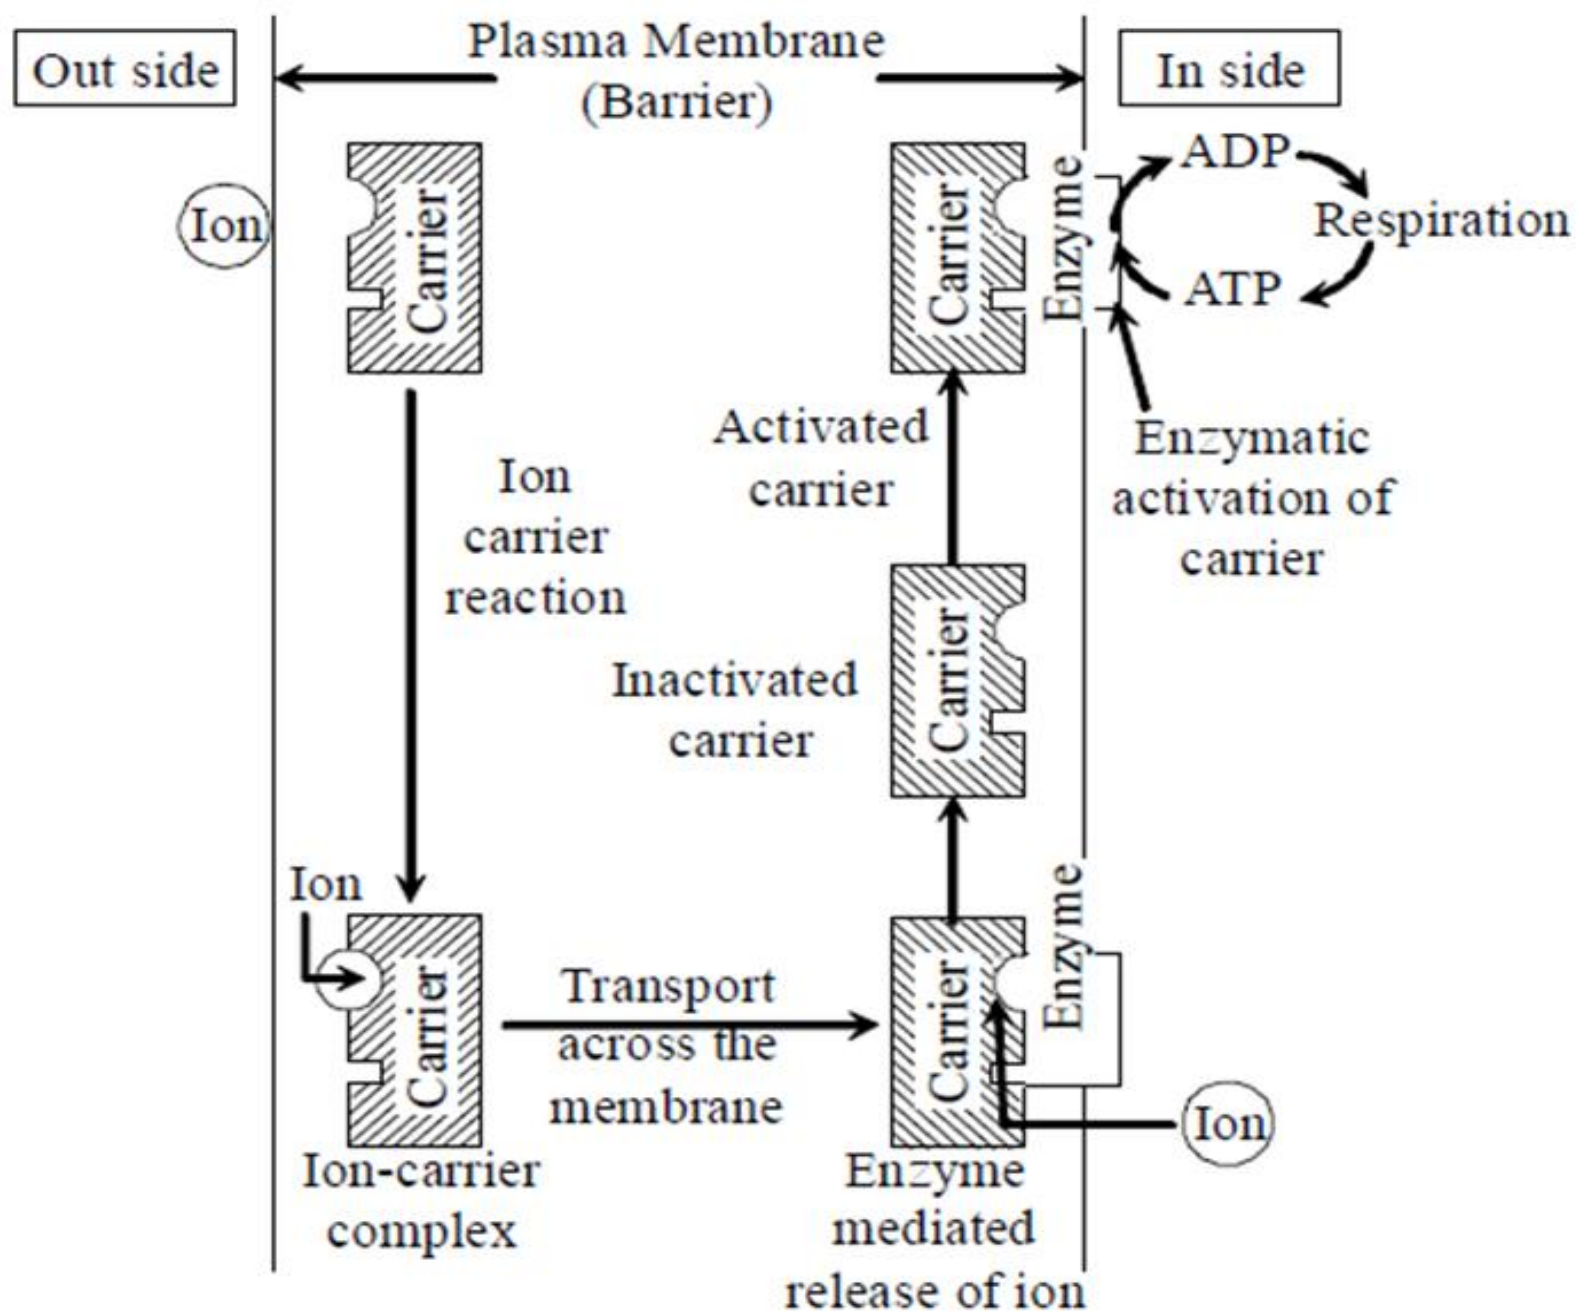 Out side
Plasma Membrane
(Barrier)
In side
Ion
Carrier
Carrier
Enzyme
ADP
Respiration
ATP
Ion
carrier
reaction
Activated
carrier
Enzymatic
activation of
carrier
Inactivated
carrier
Carrier
Ion
Carrier
Transport
across the
membrane
Carrier
Enzyme
Ion
Ion-carrier
complex
Enzyme
mediated
release of ion